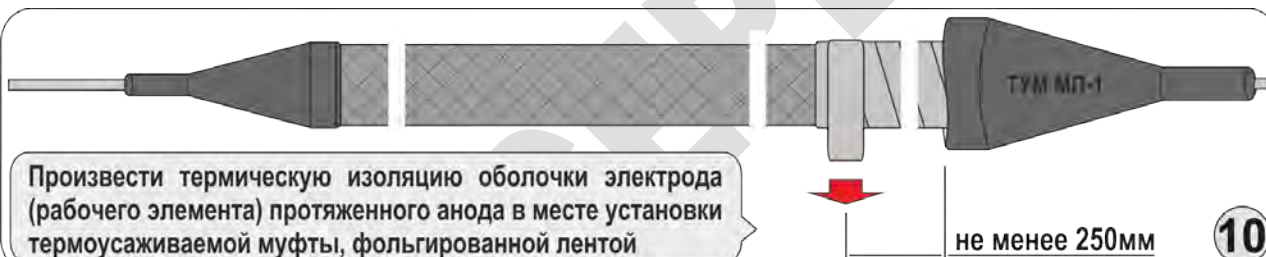 ТУМ МП-1
Произвести термическую изоляцию оболочки электрода
(рабочего элемента) протяженного анода в месте установки
термоусаживаемой муфты, фольгированной лентой
не менее 250мм
10